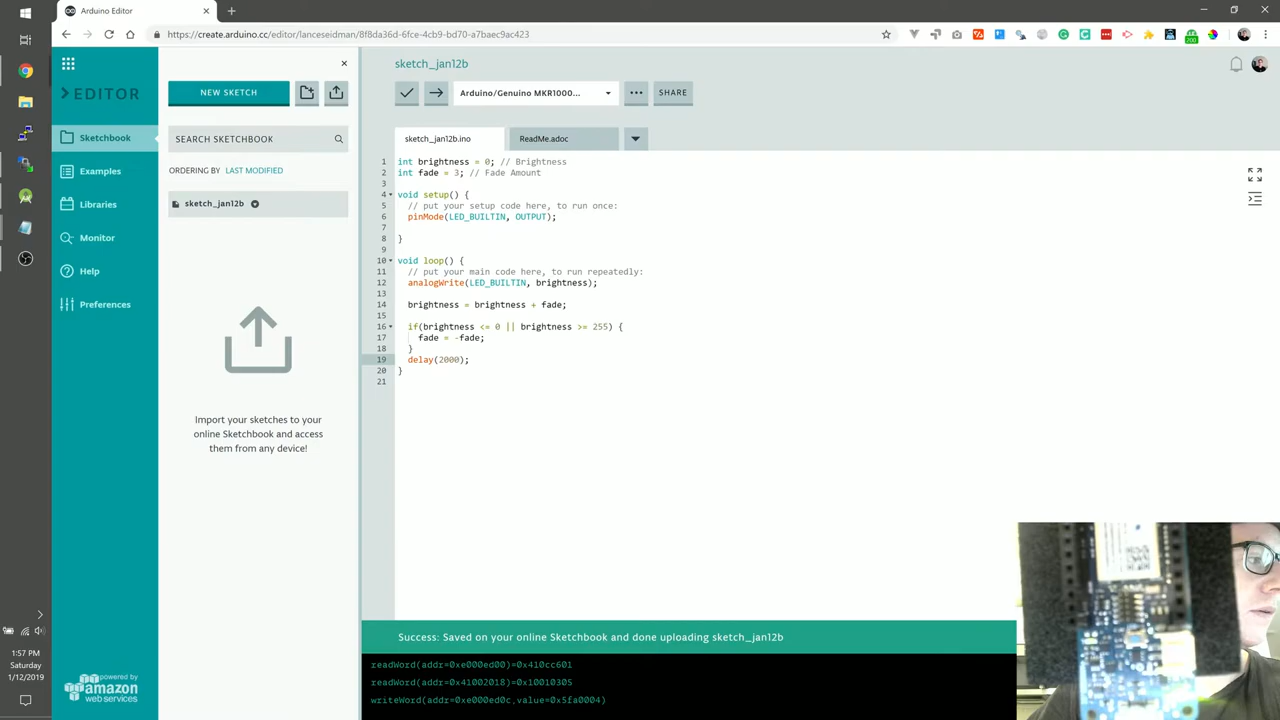 Arduino Editor
https://create.arduino.cc/editor/lanceseidman/8f8da36d-6fce-4cb9-bd70-a7baec9ac423
200
EDITOR
Sketchbook
Examples
Libraries
Monitor
Help
Preferences
1:57 PM
Saturday
1/12/2019
powered by
amazon
web services
NEW SKETCH
SEARCH SKETCHBOOK
ORDERING BY LAST MODIFIED
sketch_jan12b
Import your sketches to your
online Sketchbook and access
them from any device!
sketch_jan12b
Arduino/Genuino MKR1000...
SHARE
sketch_jan12b.ino
ReadMe.adoc
1 int brightness = 0; // Brightness
2 int fade = 3; // Fade Amount
3
4 void setup() {
5 // put your setup code here, to run once:
6 pinMode(LED_BUILTIN, OUTPUT);
7
8 }
9
10 void loop() {
11 // put your main code here, to run repeatedly:
12 analogWrite(LED_BUILTIN, brightness);
13
14 brightness = brightness + fade;
15
16 if(brightness <= 0 || brightness >= 255) {
17 fade = -fade;
18 }
19 delay(2000);
20 }
21
Success: Saved on your online Sketchbook and done uploading sketch_jan12b
readWord(addr=0xe000ed00)=0x410cc601
readWord(addr=0x41002018)=0x10010305
writeWord(addr=0xe000ed0c,value=0x5fa0004)